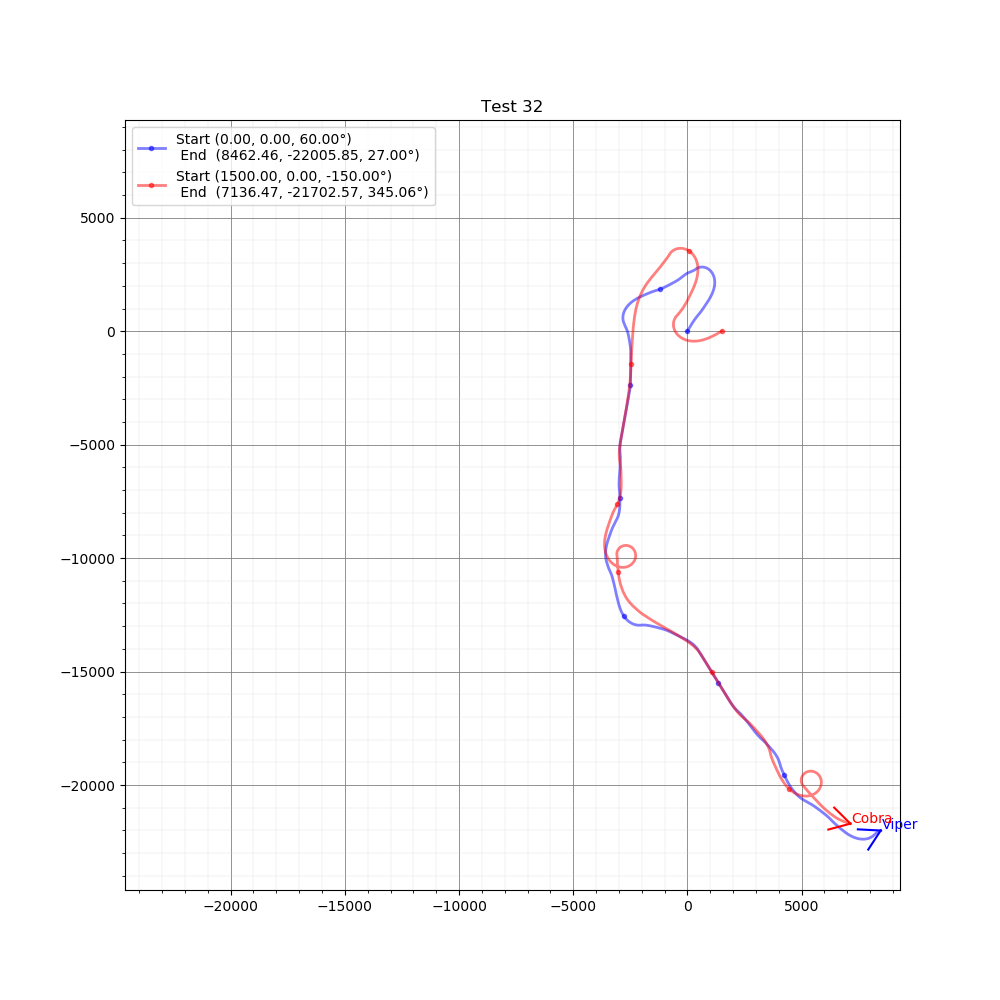 Test 32
Start (0.00, 0.00, 60.00°)
End (8462.46, -22005.85, 27.00°)
Start (1500.00, 0.00, -150.00°)
End (7136.47, -21702.57, 345.06°)
5000
0
−5000
−10000
−15000
−20000
Cobra
Viper
−20000 −15000 −10000 −5000 0 5000